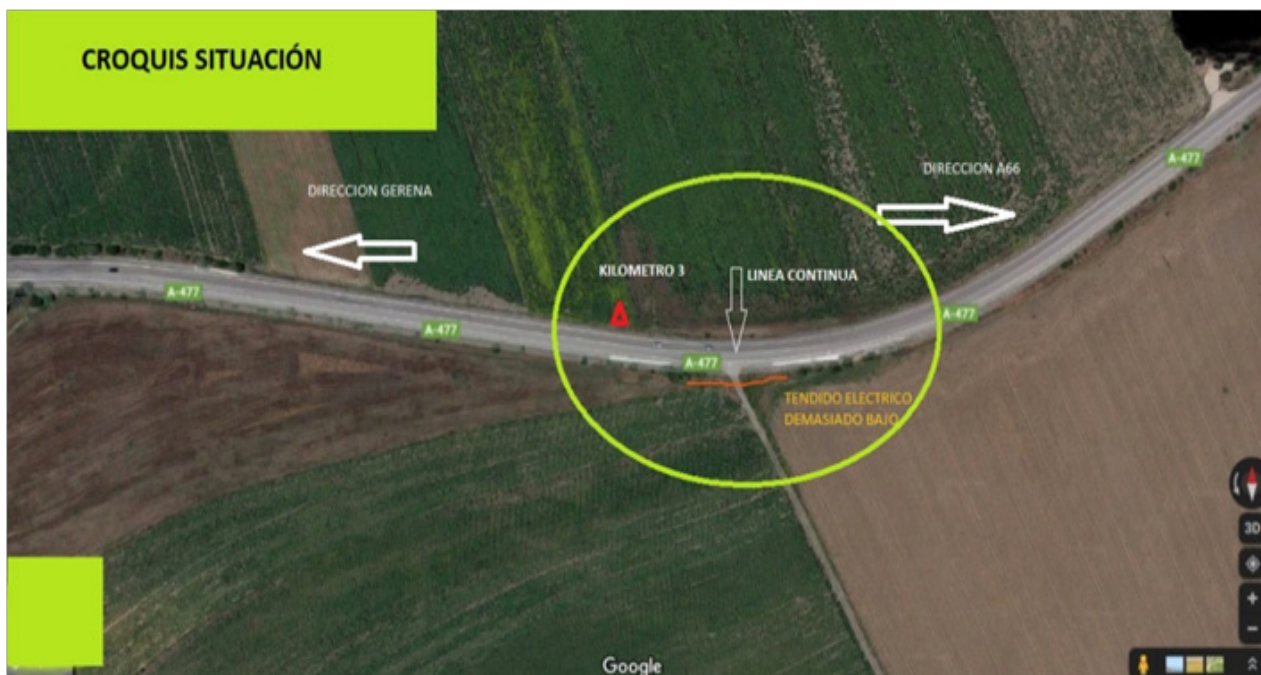 CROQUIS SITUACIÓN
DIRECCION GERENA
DIRECCION A66
A-477
KILOMETRO 3
LINEA CONTINUA
A-477
A-477
A-477
A-477
TENDIDO ELECTRICO
DEMASIADO BAJO
3D
Google